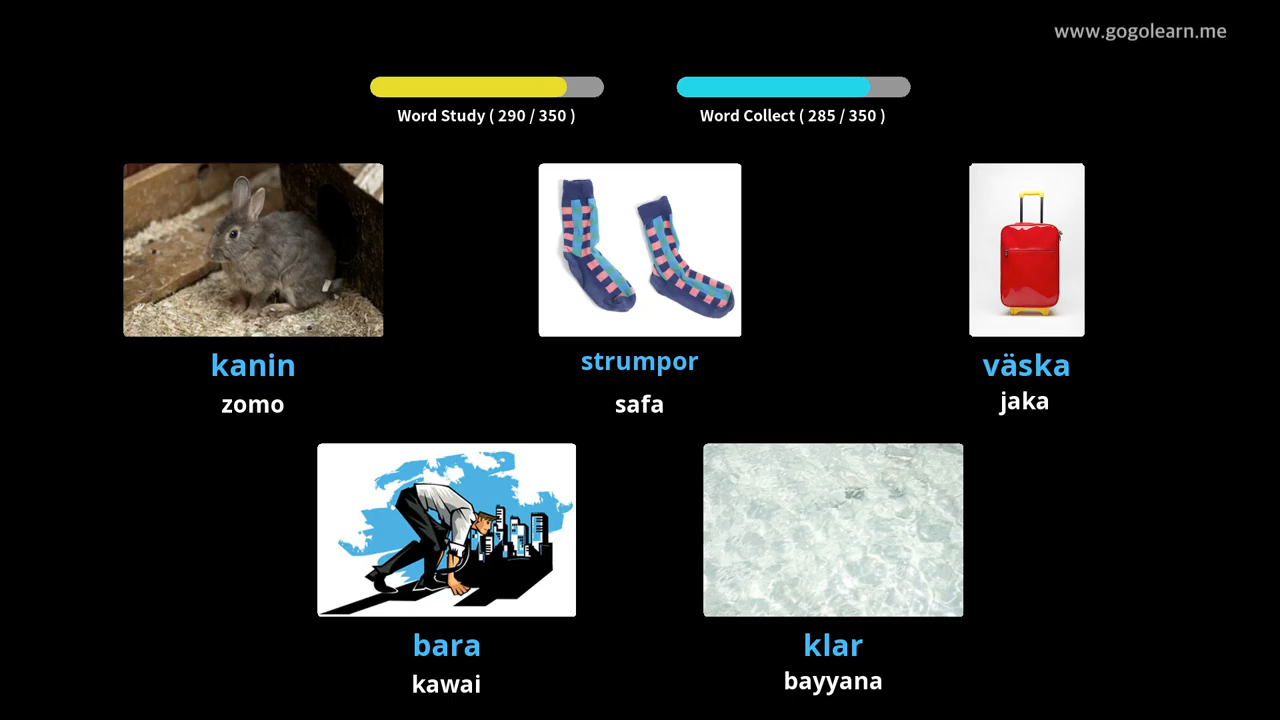 www.gogolearn.me
Word Study ( 290 / 350 )
Word Collect ( 285 / 350 )
kanin
zomo
strumpor
safa
väska
jaka
bara
kawai
klar
bayyana